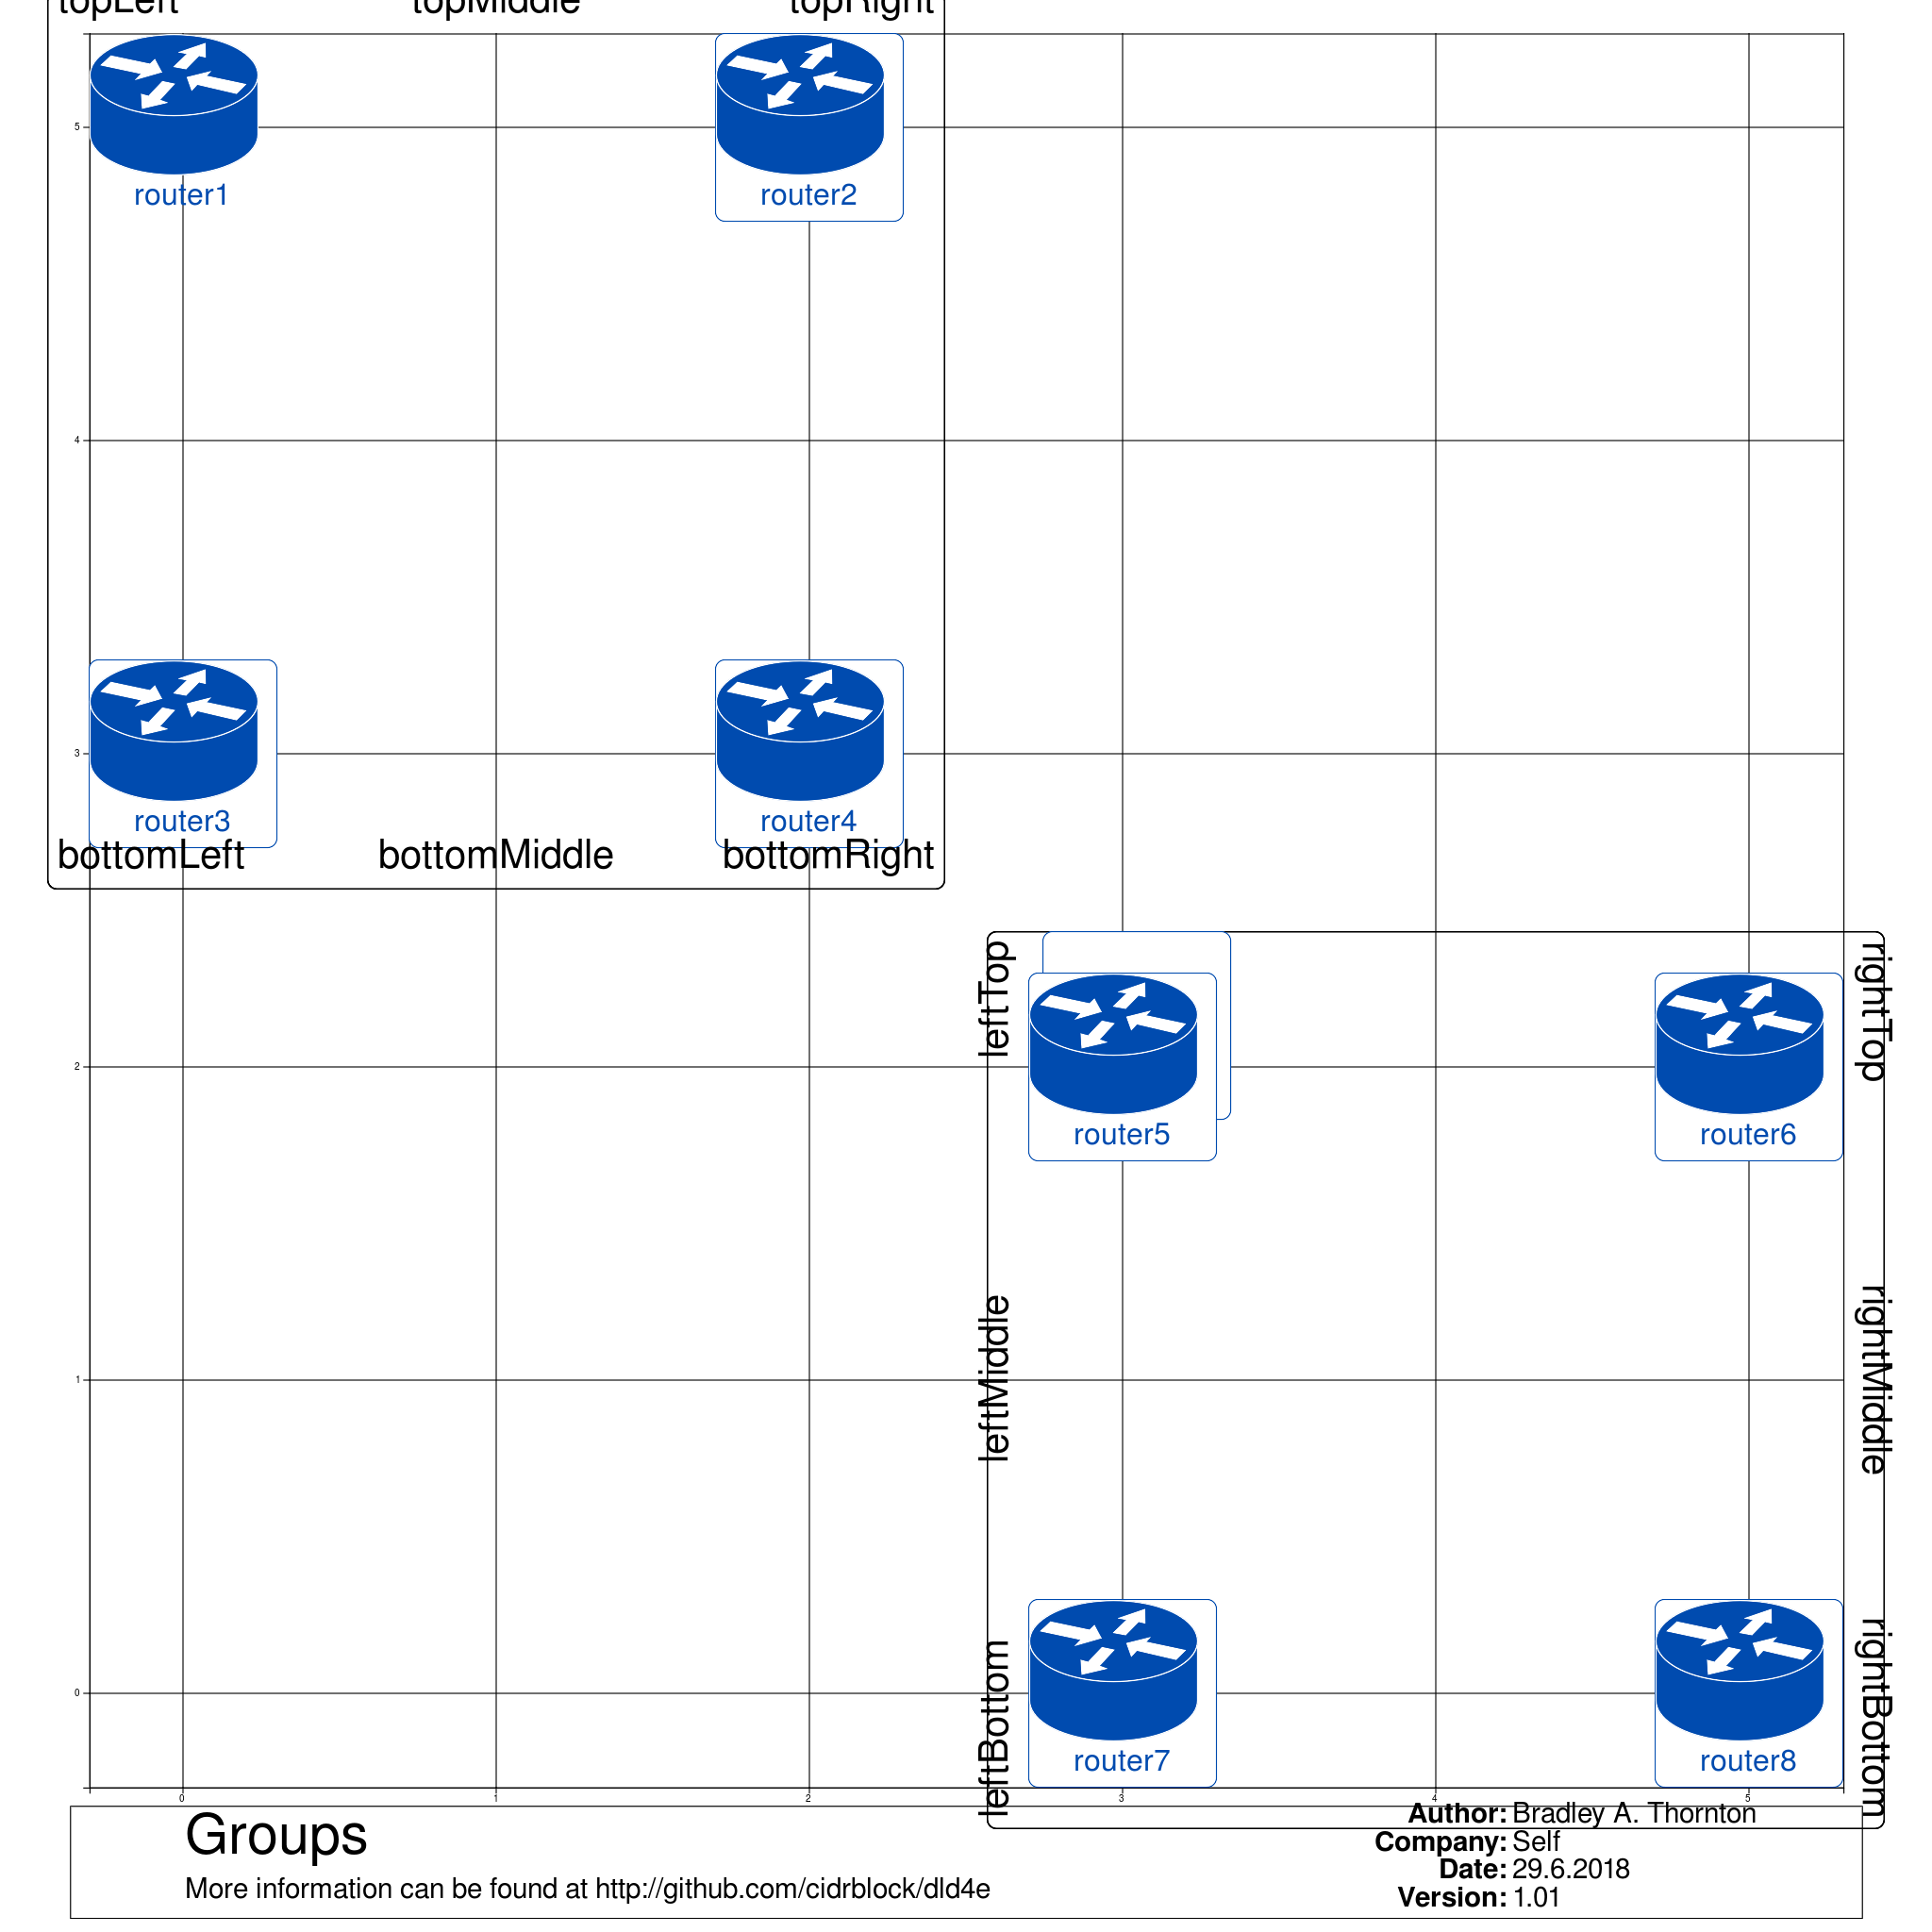 topLeft topMiddle topRight
5
router1 router2
4
3
router3 router4
bottomLeft bottomMiddle bottomRight
leftTop
rightTop
2
router5 router6
leftMiddle
rightMiddle
1
leftBottom
rightBottom
0
router7 router8
0 1 2 3 4 5
Groups
More information can be found at http://github.com/cidrblock/dld4e
Author: Bradley A. Thornton
Company: Self
Date: 29.6.2018
Version: 1.01